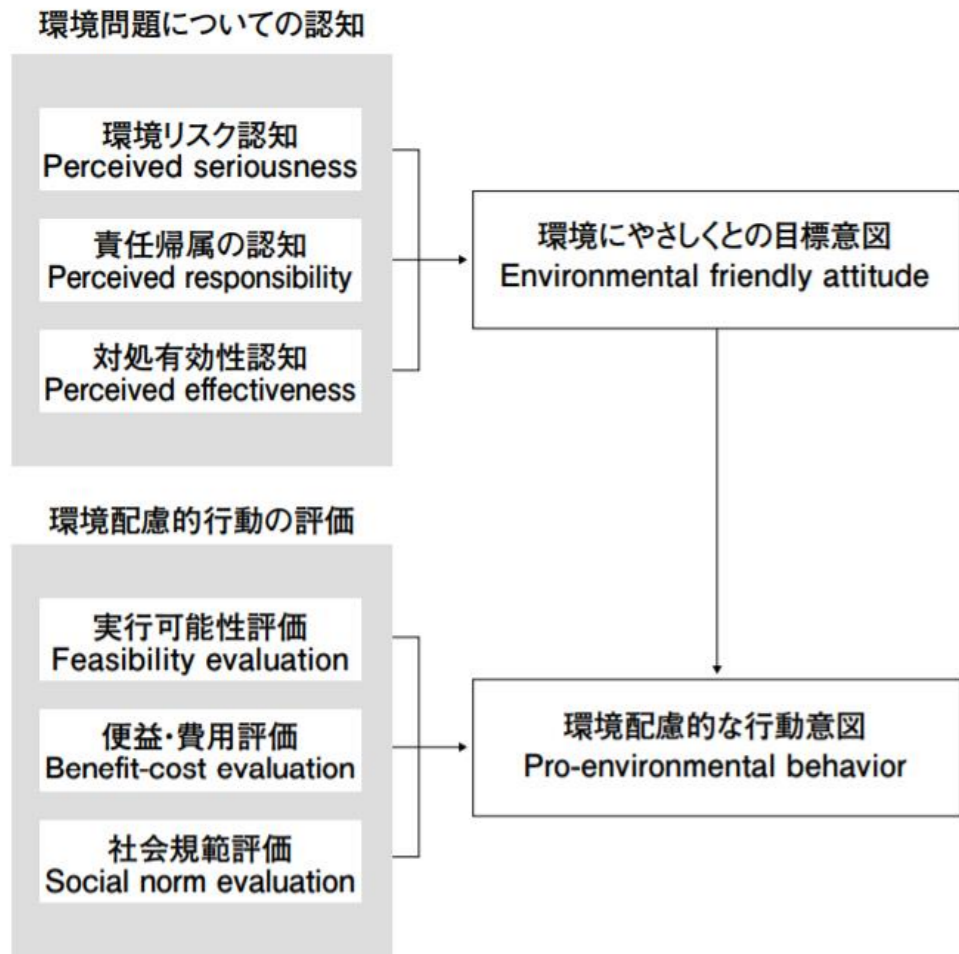 環境問題についての認知
環境リスク認知
Perceived seriousness
責任帰属の認知
Perceived responsibility
対処有効性認知
Perceived effectiveness
環境にやさしくとの目標意図
Environmental friendly attitude
環境配慮的行動の評価
実行可能性評価
Feasibility evaluation
便益・費用評価
Benefit-cost evaluation
社会規範評価
Social norm evaluation
環境配慮的な行動意図
Pro-environmental behavior